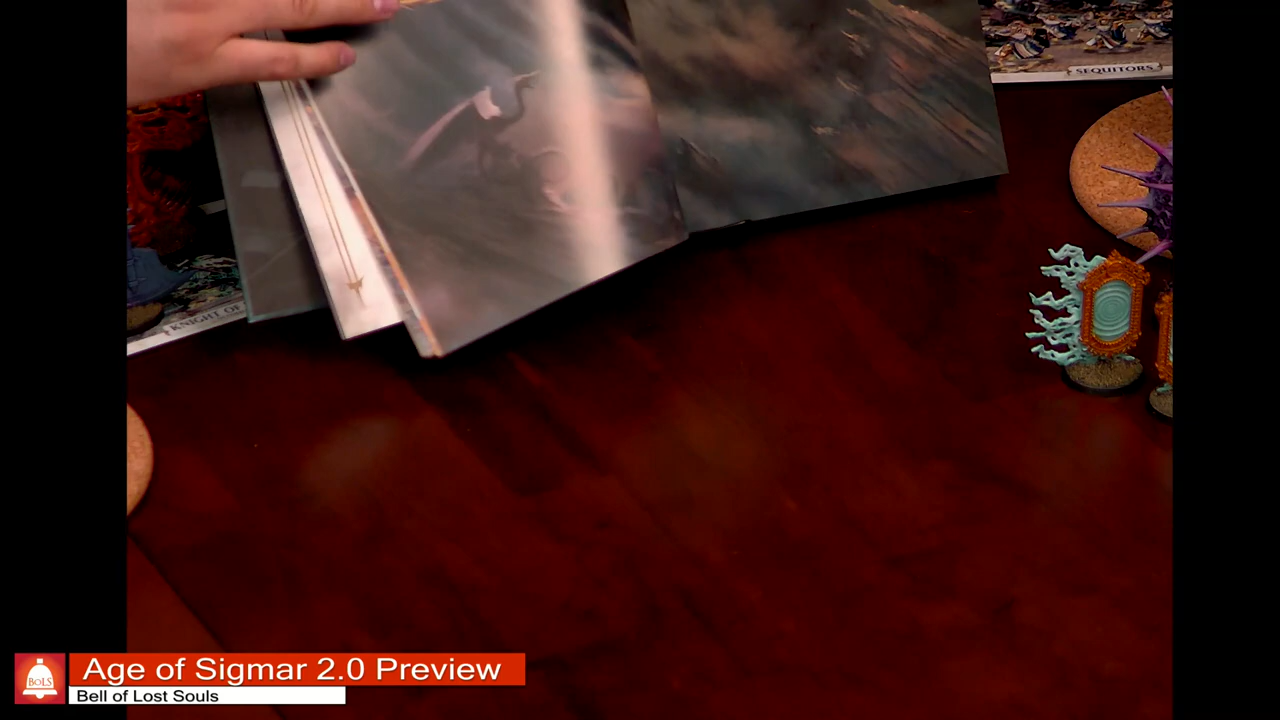 SEQUITORS
KNIGHT OF
BoLS
Age of Sigmar 2.0 Preview
Bell of Lost Souls